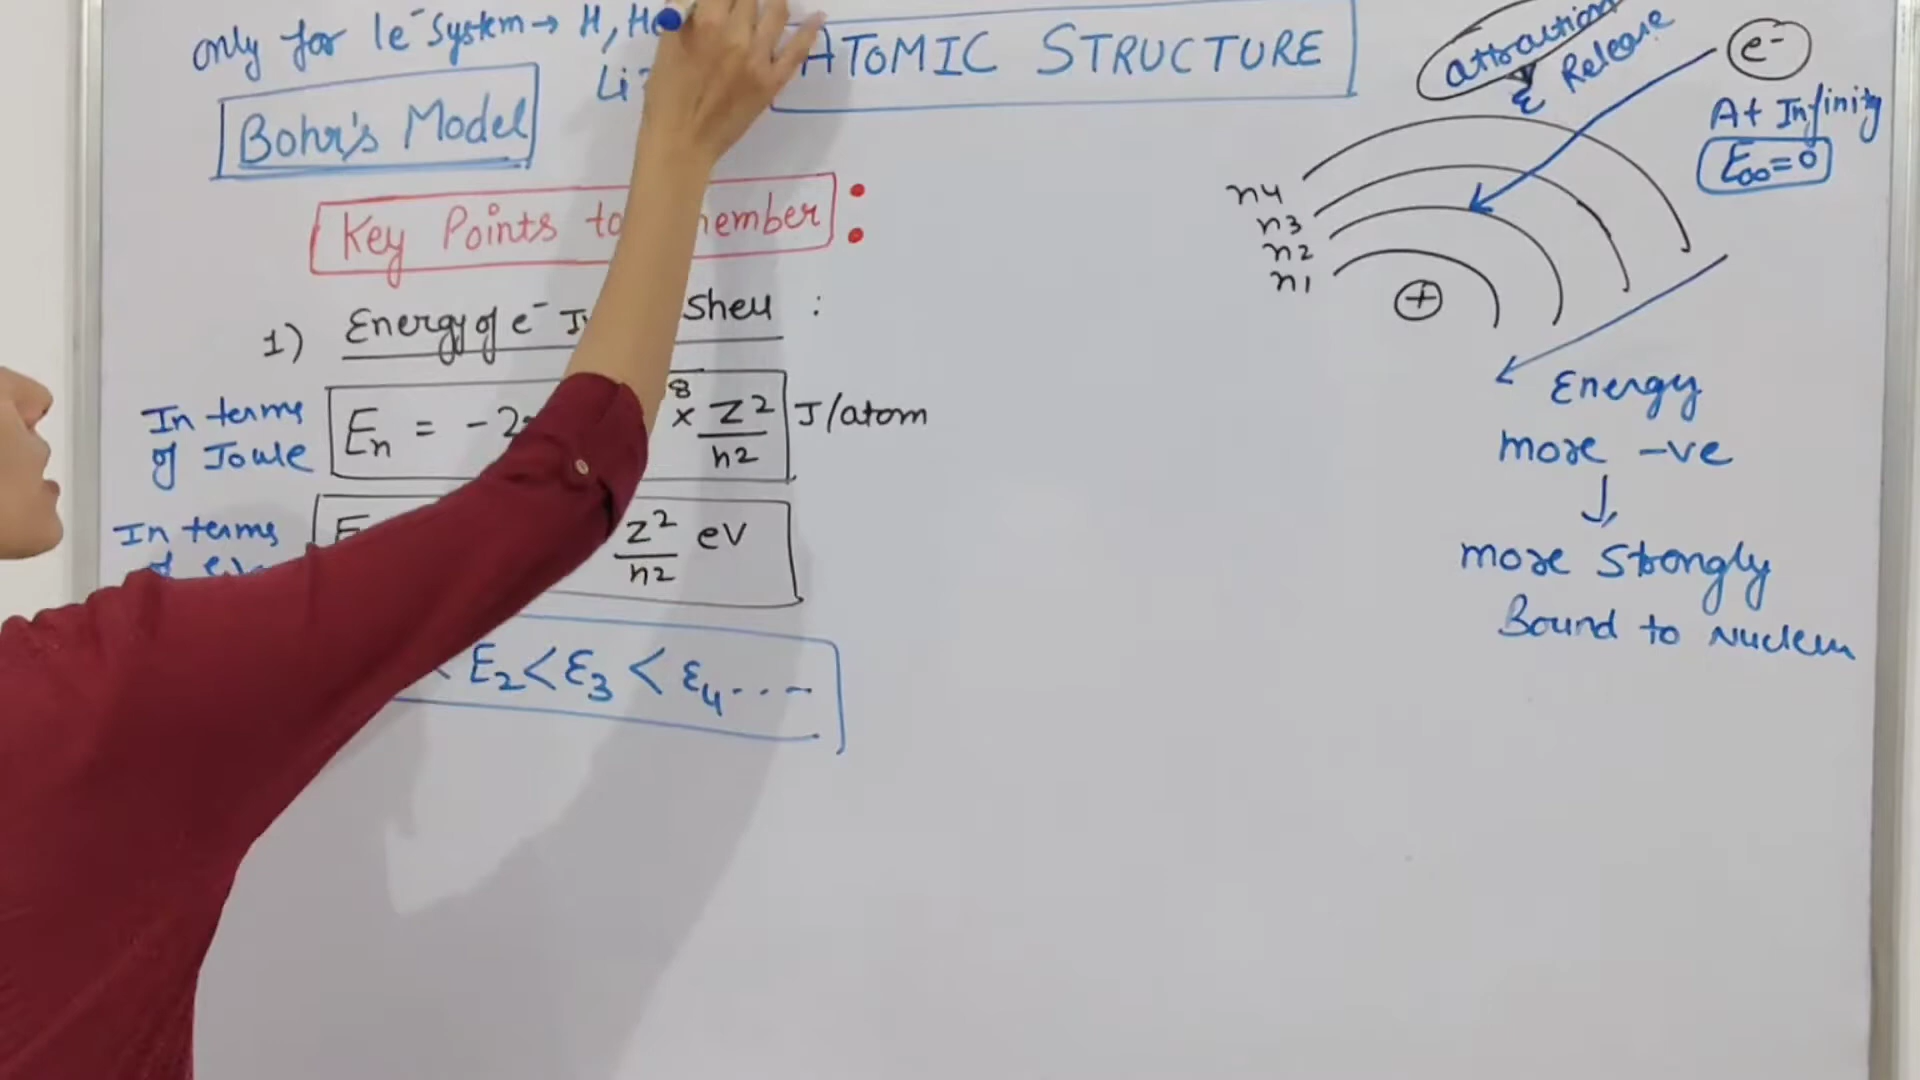 only for 1e⁻ System → H, He
Li
ATOMIC STRUCTURE
Bohr's Model
Key Points to :
1) Energy of e⁻ Shell :
In terms
of Joule
En = -2 8 × Z²/n² J/atom
In terms
of
Z²/n² eV
< E2 < E3 < E4 . . . -
attraction
E Release
e⁻
At Infinity
E∞ = 0
n4
n3
n2
n1
+
Energy
more -ve
↓
more Strongly
Bound to